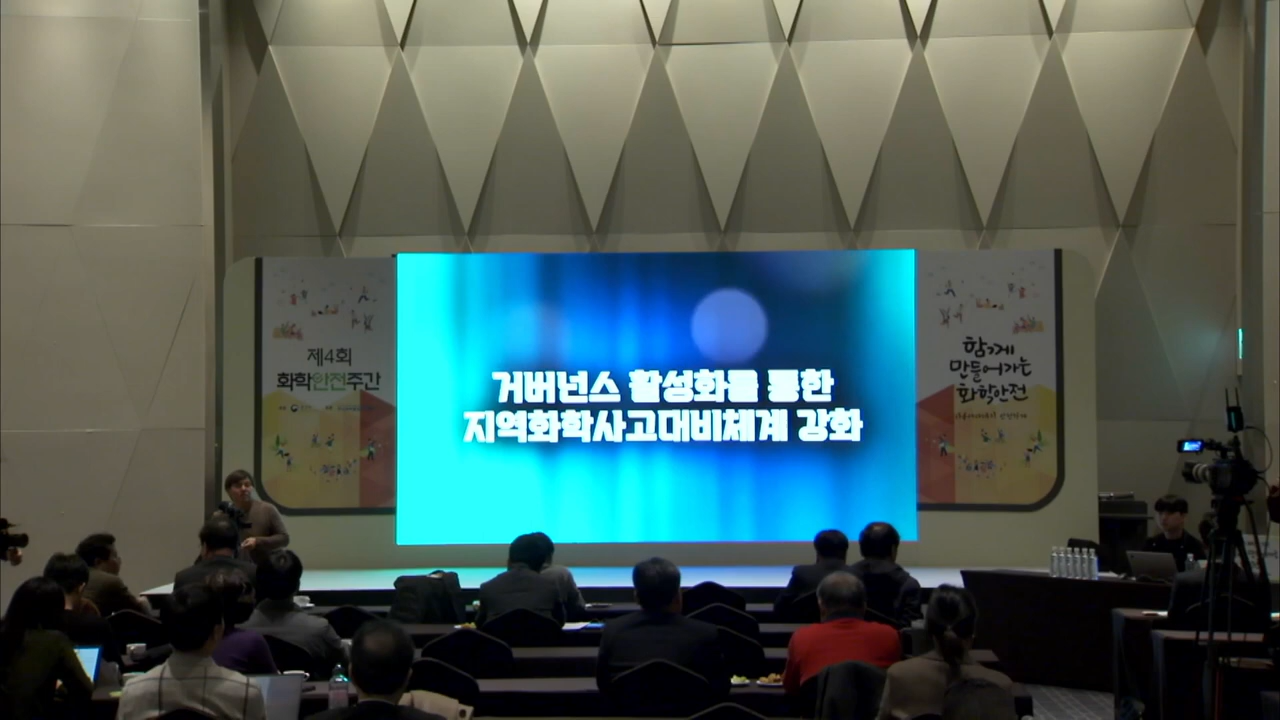 제4회
화학안전주간
거버넌스 활성화를 통한
지역화학사고대비체계 강화
함께
만들어가는
화학안전